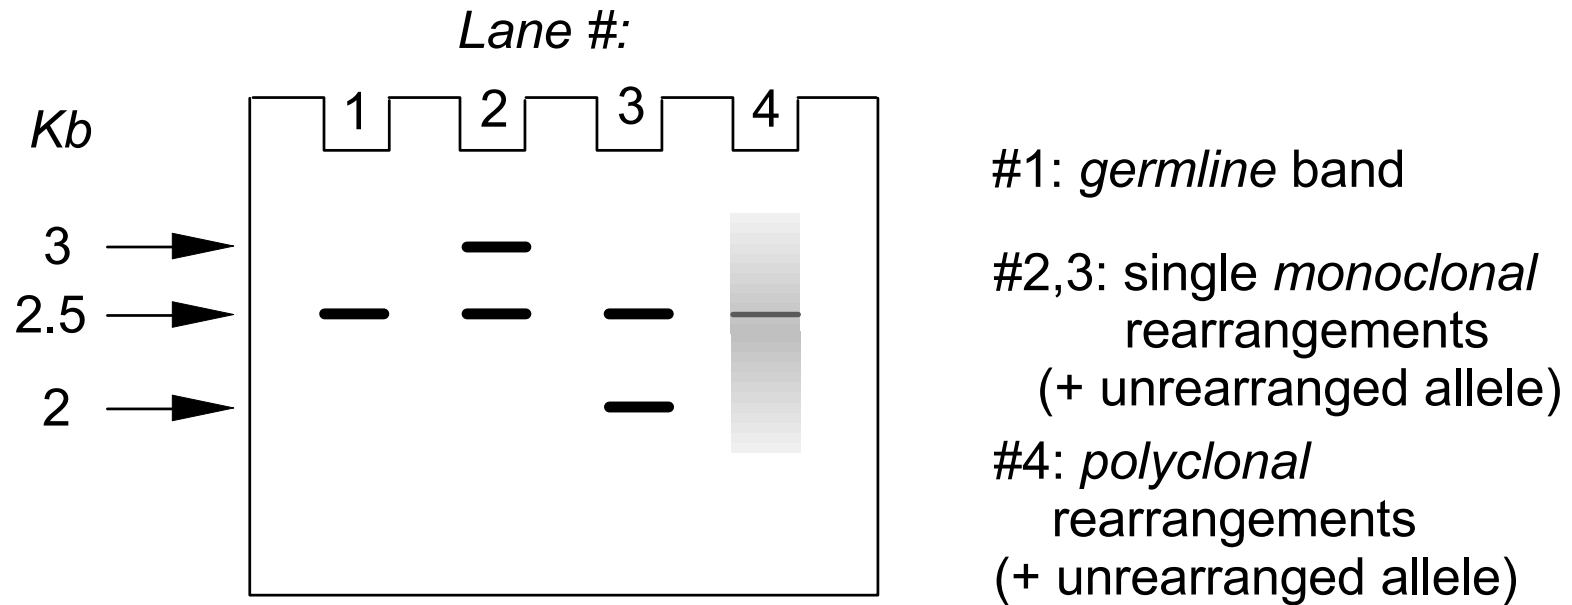 Lane #:
Kb
1 2 3 4
3
2.5
2
#1: germline band
#2,3: single monoclonal
rearrangements
(+ unrearranged allele)
#4: polyclonal
rearrangements
(+ unrearranged allele)